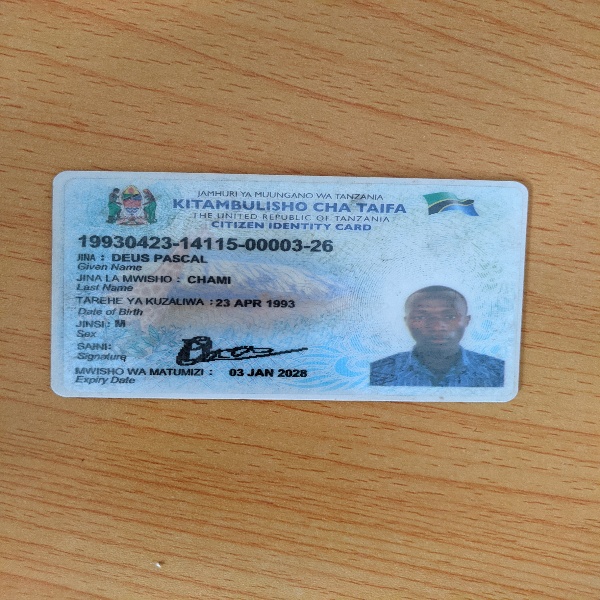 JAMHURI YA MUUNGANO WA TANZANIA
KITAMBULISHO CHA TAIFA
THE UNITED REPUBLIC OF TANZANIA
CITIZEN IDENTITY CARD
19930423-14115-00003-26
JINA : DEUS PASCAL
Given Name
JINA LA MWISHO : CHAMI
Last Name
TAREHE YA KUZALIWA : 23 APR 1993
Date of Birth
JINSI : M
Sex
SAINI:
Signature
MWISHO WA MATUMIZI : 03 JAN 2028
Expiry Date